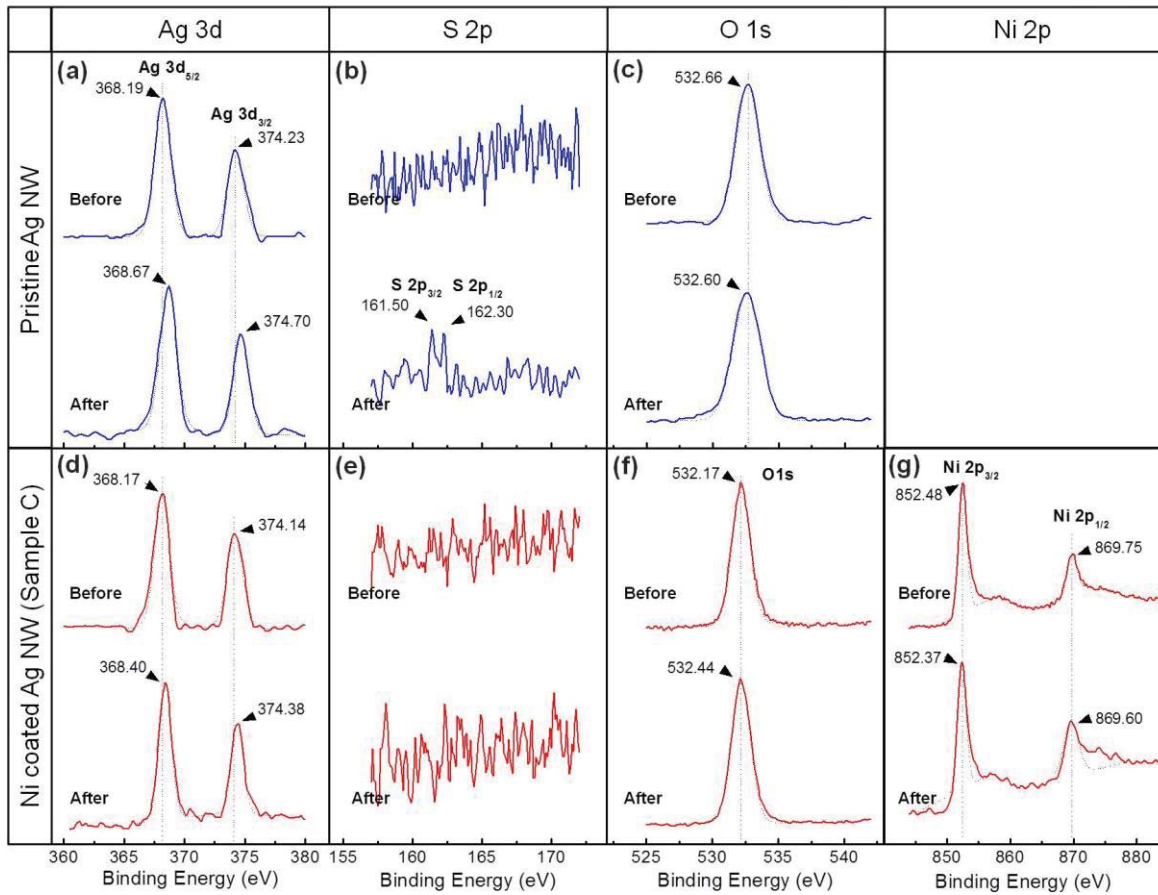 Ag 3d
S 2p
O 1s
Ni 2p
Pristine Ag NW
(a)
Ag 3d5/2
368.19
Ag 3d3/2
374.23
Before
368.67
374.70
After
(b)
Before
S 2p3/2 S 2p1/2
161.50
162.30
After
(c)
532.66
Before
532.60
After
Ni coated Ag NW (Sample C)
(d)
368.17
374.14
Before
368.40
374.38
After
360 365 370 375 380
Binding Energy (eV)
(e)
Before
After
155 160 165 170
Binding Energy (eV)
(f)
532.17
O1s
Before
532.44
After
525 530 535 540
Binding Energy (eV)
(g)
Ni 2p3/2
852.48
Ni 2p1/2
869.75
Before
852.37
869.60
After
850 860 870 880
Binding Energy (eV)